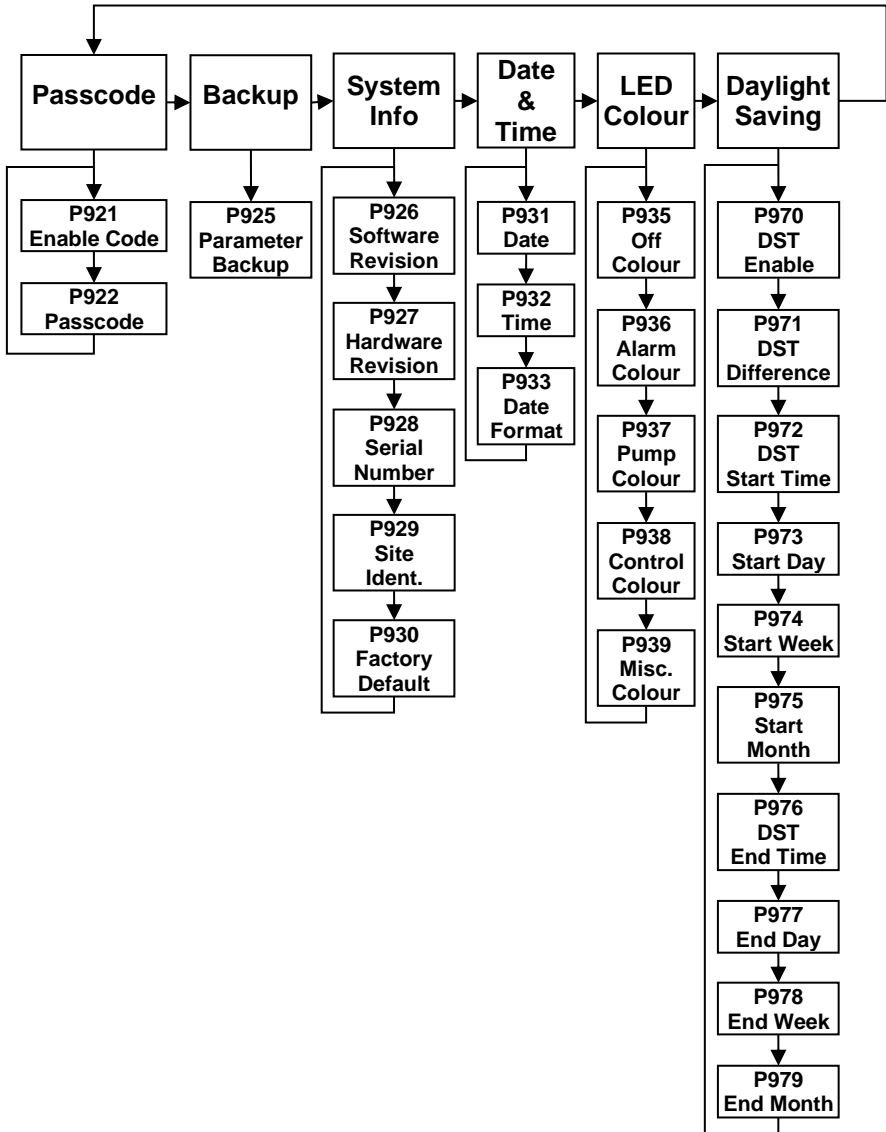 Passcode
Backup
System
Info
Date
&
Time
LED
Colour
Daylight
Saving
P921
Enable Code
P922
Passcode
P925
Parameter
Backup
P926
Software
Revision
P927
Hardware
Revision
P928
Serial
Number
P929
Site
Ident.
P930
Factory
Default
P931
Date
P932
Time
P933
Date
Format
P935
Off
Colour
P936
Alarm
Colour
P937
Pump
Colour
P938
Control
Colour
P939
Misc.
Colour
P970
DST
Enable
P971
DST
Difference
P972
DST
Start Time
P973
Start Day
P974
Start Week
P975
Start
Month
P976
DST
End Time
P977
End Day
P978
End Week
P979
End Month